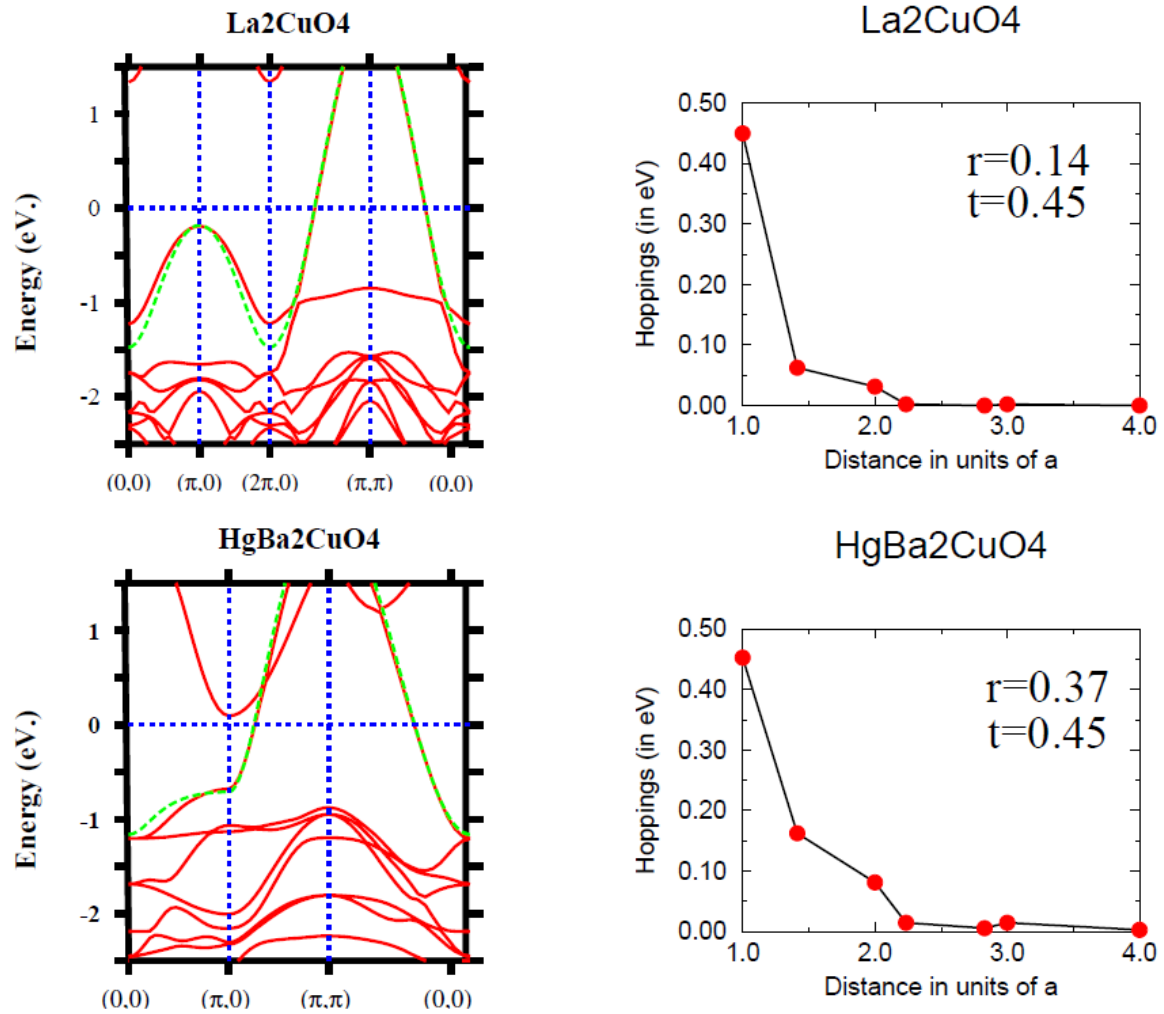 La2CuO4
Energy (eV.)
1
0
-1
-2
(0,0) (π,0) (2π,0) (π,π) (0,0)
La2CuO4
Hoppings (in eV)
0.50
0.40
0.30
0.20
0.10
0.00
r=0.14
t=0.45
1.0 2.0 3.0 4.0
Distance in units of a
HgBa2CuO4
Energy (eV.)
1
0
-1
-2
(0,0) (π,0) (π,π) (0,0)
HgBa2CuO4
Hoppings (in eV)
0.50
0.40
0.30
0.20
0.10
0.00
r=0.37
t=0.45
1.0 2.0 3.0 4.0
Distance in units of a